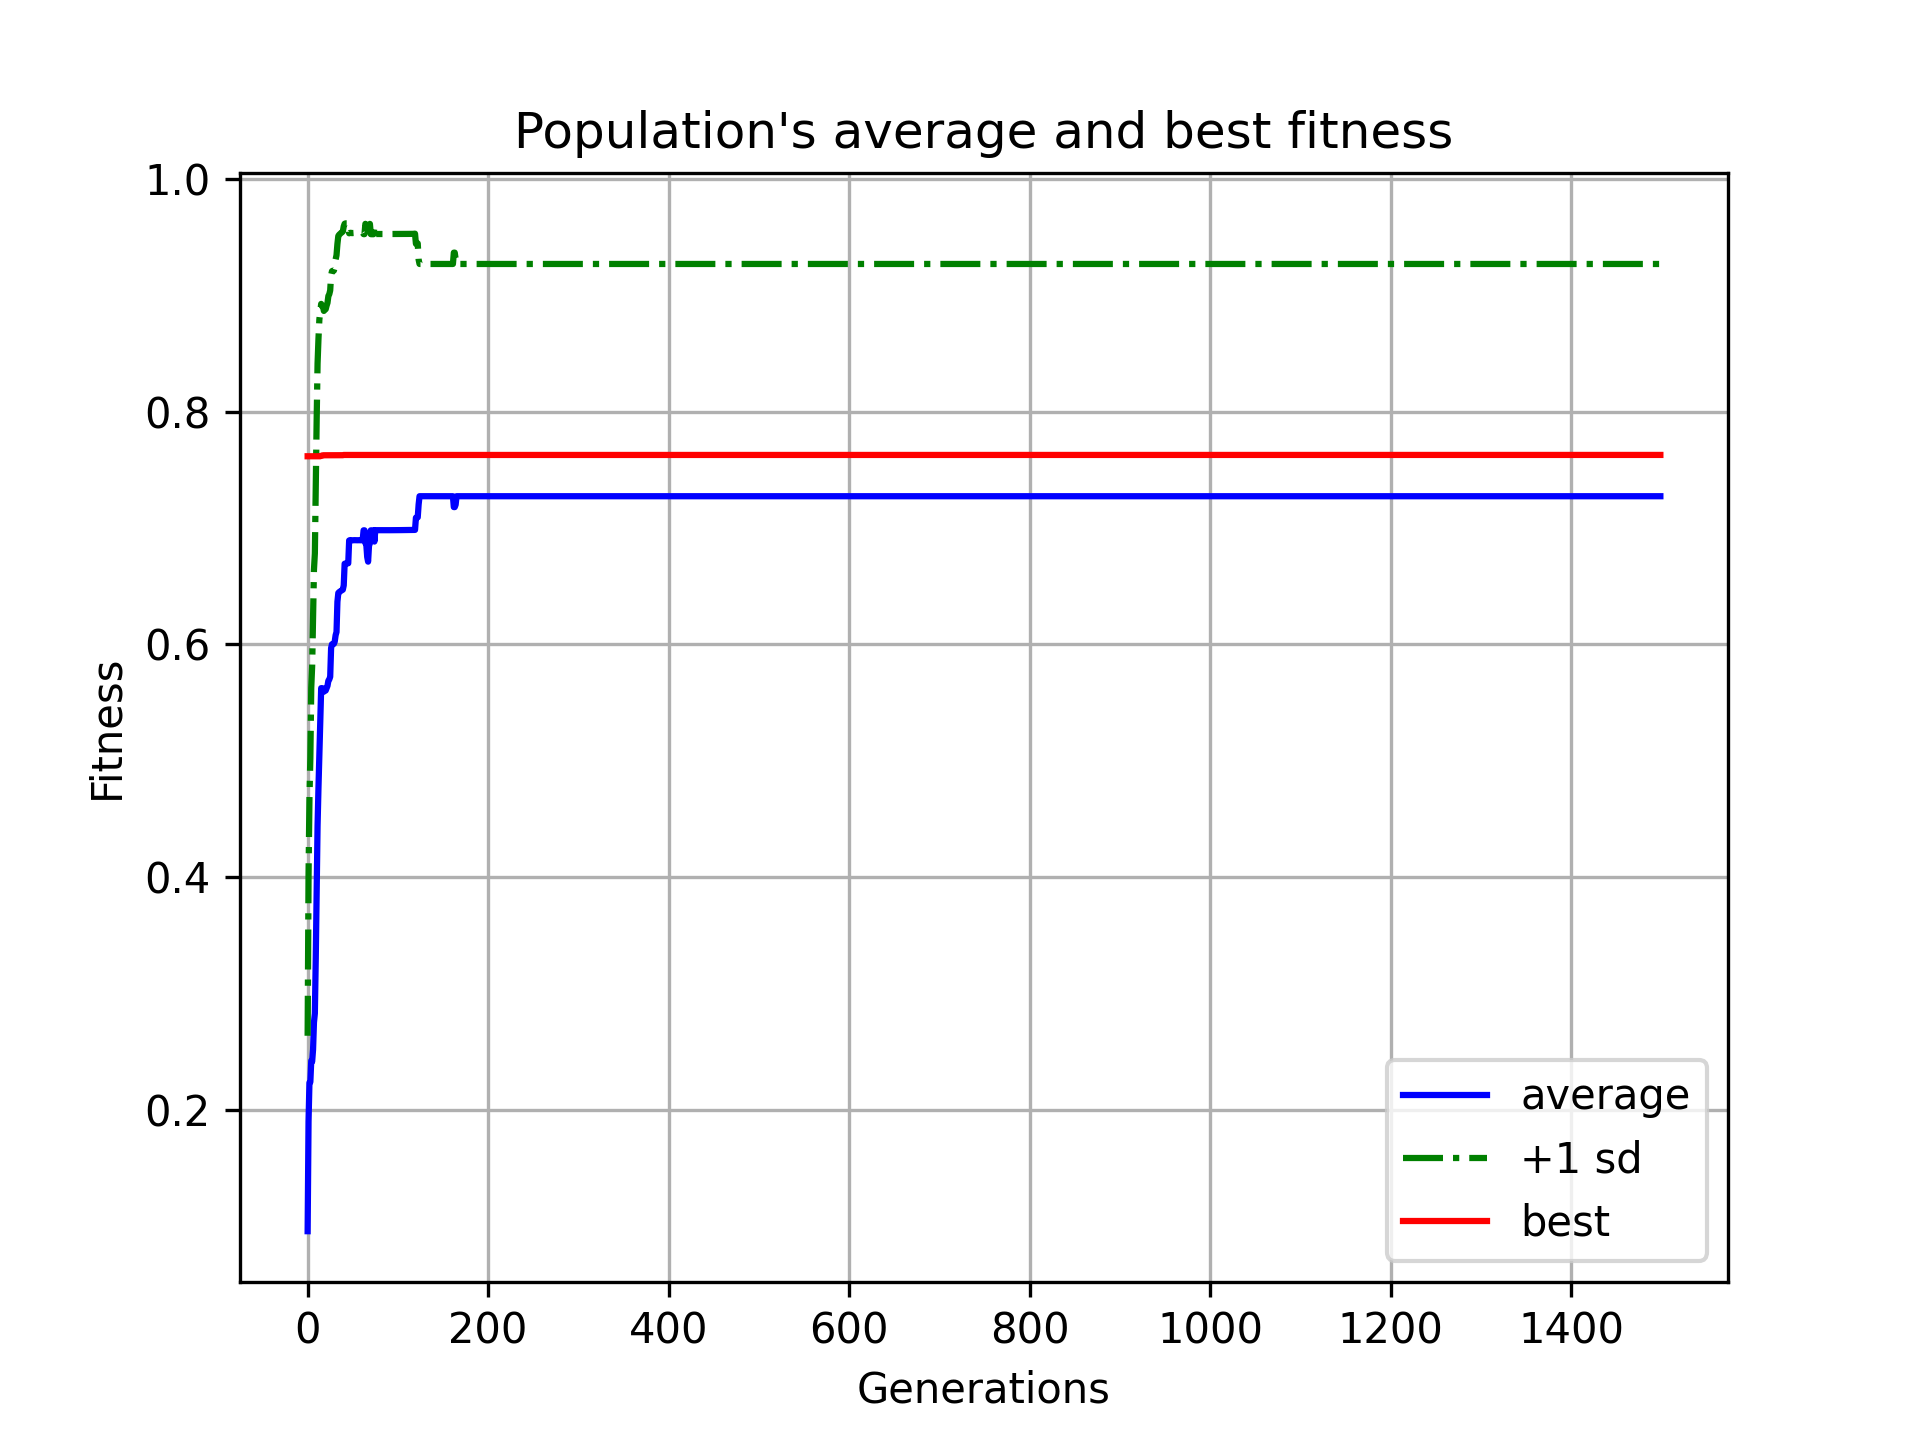 Population's average and best fitness
1.0
0.8
0.6
0.4
0.2
Fitness
0 200 400 600 800 1000 1200 1400
Generations
average
+1 sd
best